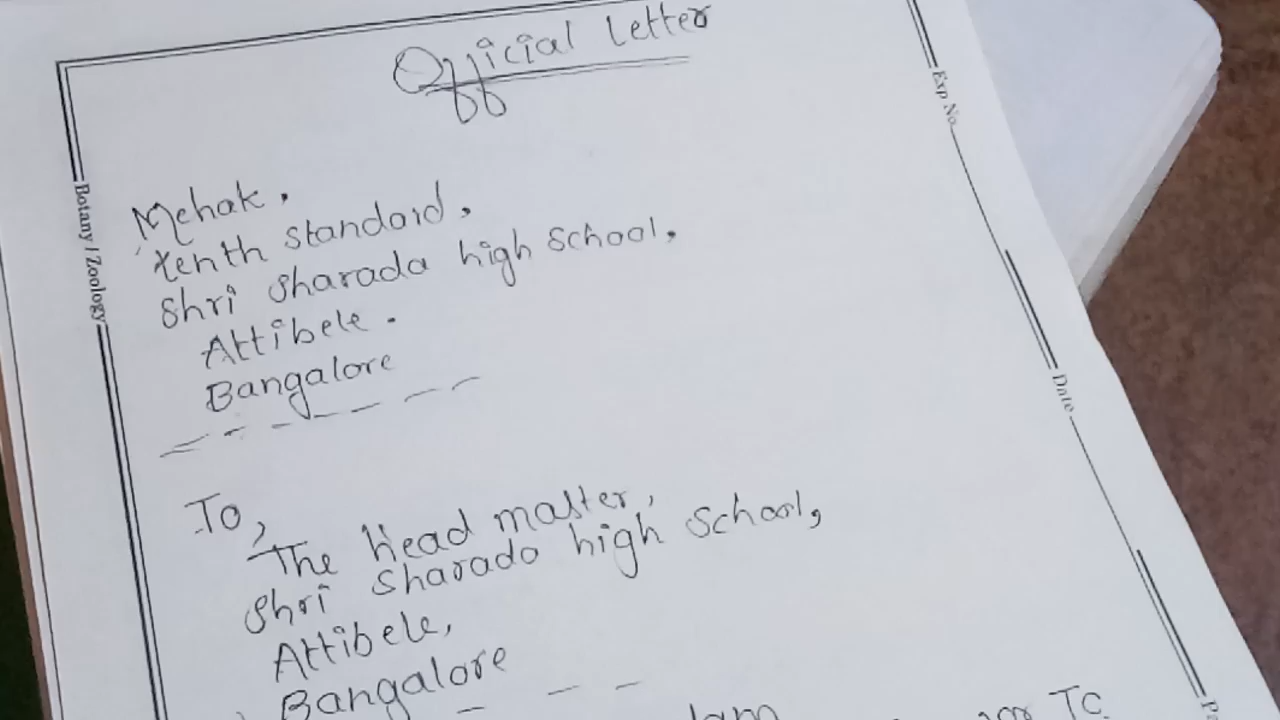 Official Letter
Exp No.
Botany / Zoology
Mehak.
Tenth standard,
Shri Sharada high School,
Attibele.
Bangalore
Date
To,
The Head master,
Shri Sharada high School,
Attibele,
Bangalore
TC